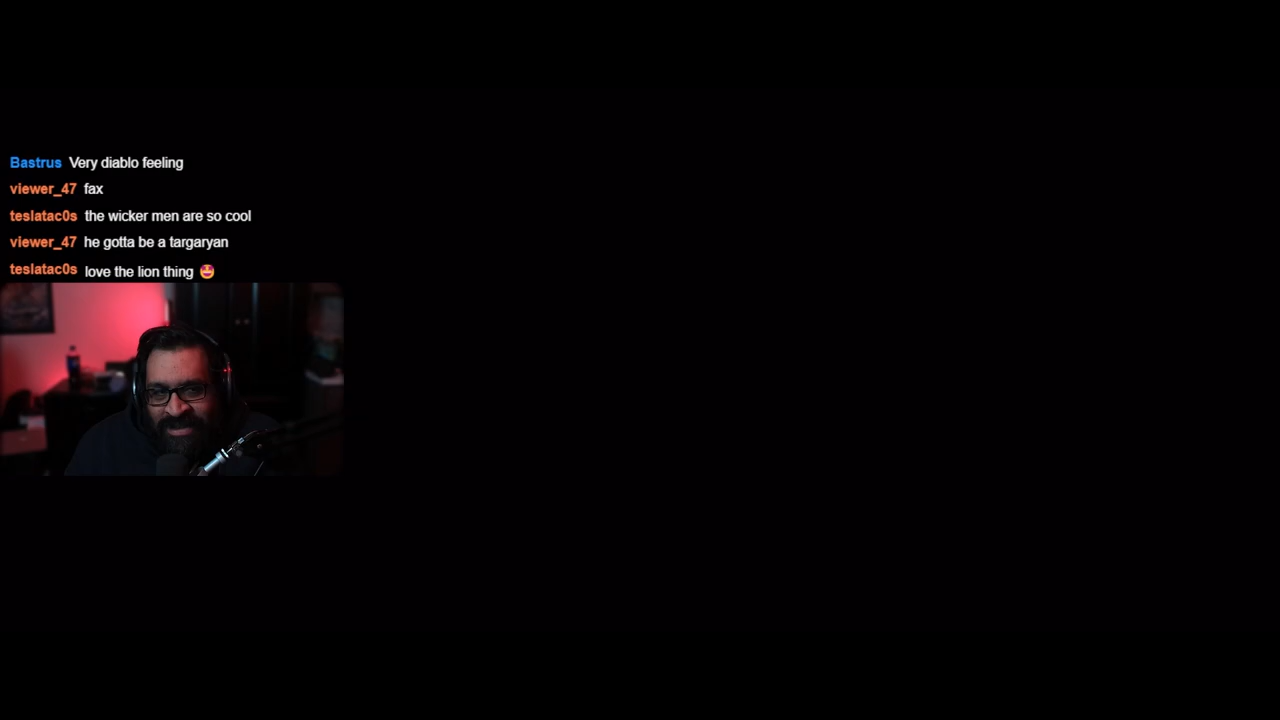 Bastrus Very diablo feeling
viewer_47 fax
teslatac0s the wicker men are so cool
viewer_47 he gotta be a targaryan
teslatac0s love the lion thing 🤩